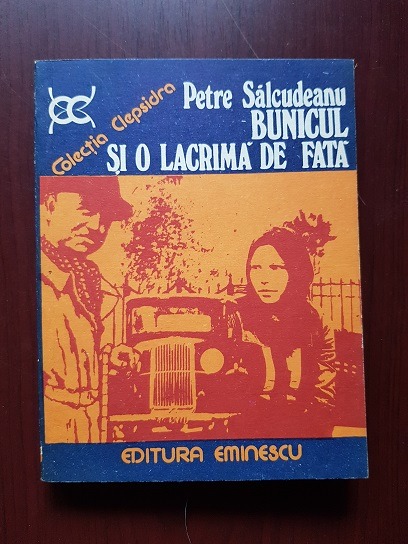 Colecția Clepsidra
Petre Sălcudeanu
BUNICUL
ȘI O LACRIMĂ DE FATĂ
EDITURA EMINESCU